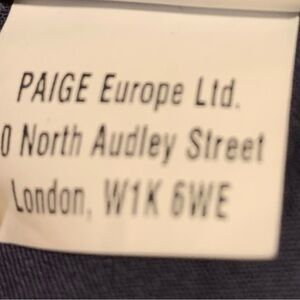 PAIGE Europe Ltd.
0 North Audley Street
London, W1K 6WE